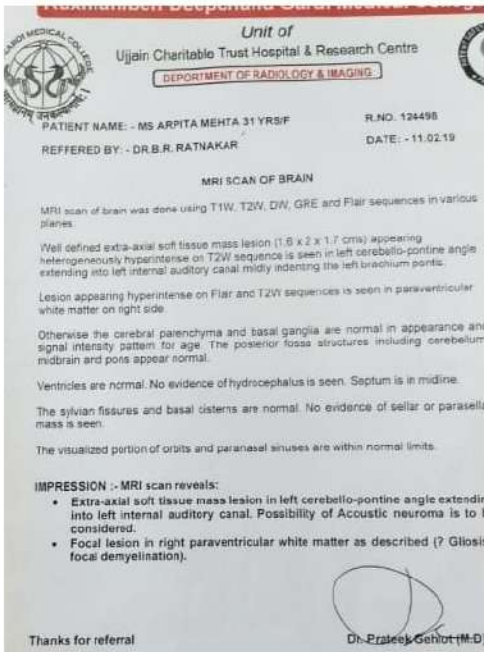 Unit of
Ujjain Charitable Trust Hospital & Research Centre
DEPORTMENT OF RADIOLOGY & IMAGING
PATIENT NAME: - MS ARPITA MEHTA 31 YRS/F R.NO. 124498
REFFERED BY: - DR.B.R. RATNAKAR DATE: - 11.02.19
MRI SCAN OF BRAIN
MRI scan of brain was done using T1W, T2W, DW, GRE and Flair sequences in various
planes.
Well defined extra-axial soft tissue mass lesion (1.6 x 2 x 1.7 cms) appearing
heterogeneously hyperintense on T2W sequence is seen in left cerebello-pontine angle
extending into left internal auditory canal mildly indenting the left brachium pontis.
Lesion appearing hyperintense on Flair and T2W sequences is seen in paraventricular
white matter on right side.
Otherwise the cerebral parenchyma and basal ganglia are normal in appearance and
signal intensity pattern for age. The posterior fossa structures including cerebellum
midbrain and pons appear normal.
Ventricles are normal. No evidence of hydrocephalus is seen. Septum is in midline.
The sylvian fissures and basal cisterns are normal. No evidence of sellar or parasella
mass is seen.
The visualized portion of orbits and paranasal sinuses are within normal limits.
IMPRESSION :- MRI scan reveals:
• Extra-axial soft tissue mass lesion in left cerebello-pontine angle extendin
into left internal auditory canal. Possibility of Acoustic neuroma is to
considered.
• Focal lesion in right paraventricular white matter as described (? Gliosis
focal demyelination).
Thanks for referral Dr. Prateek Gehlot (M.D)